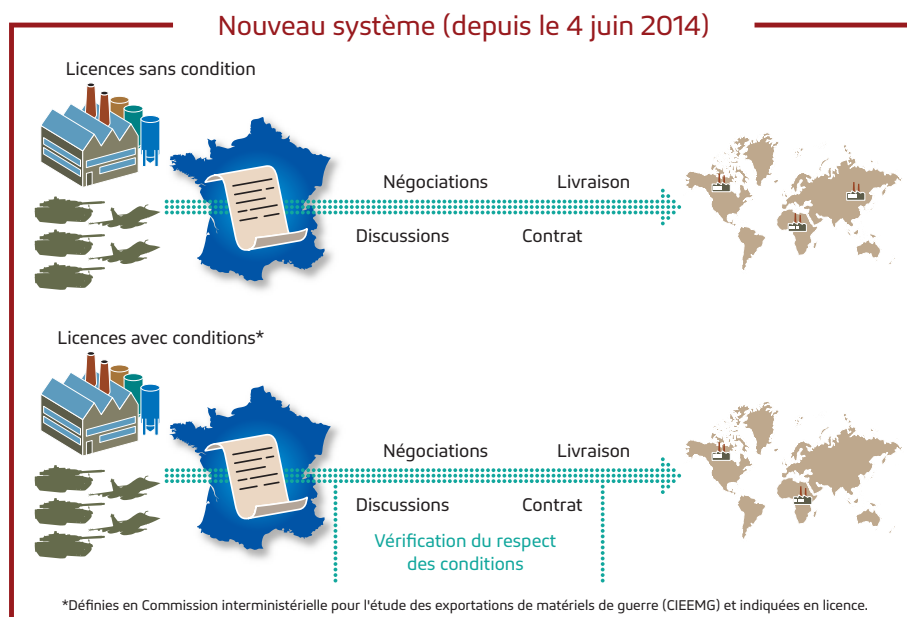 Nouveau système (depuis le 4 juin 2014)
Licences sans condition
Négociations Livraison
Discussions Contrat
Licences avec conditions*
Négociations Livraison
Discussions Contrat
Vérification du respect
des conditions
*Définies en Commission interministérielle pour l'étude des exportations de matériels de guerre (CIEEMG) et indiquées en licence.